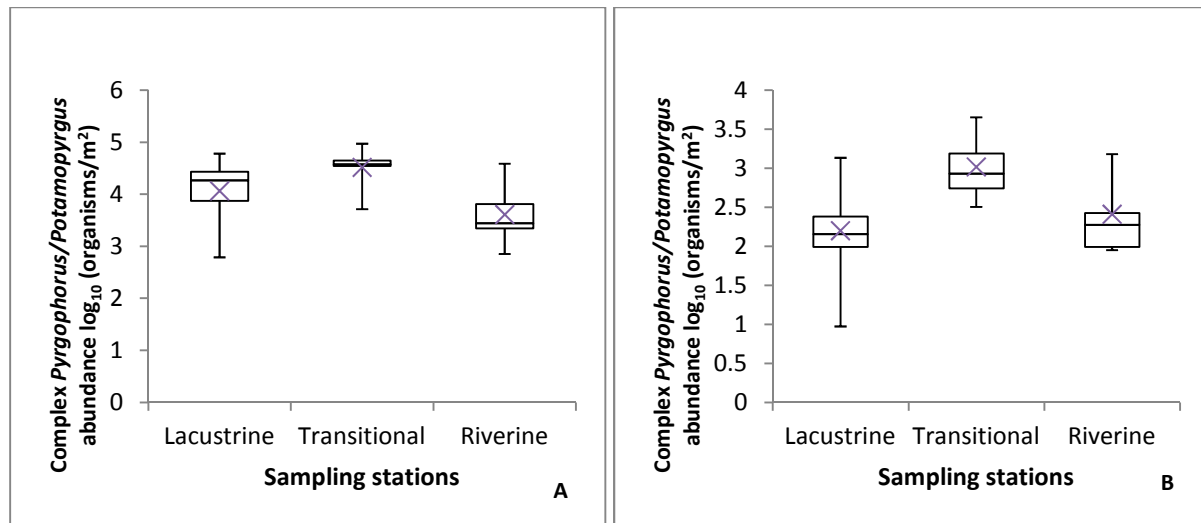 Complex Pyrgophorus/Potamopyrgus
abundance log₁₀ (organisms/m²)
6
5
4
3
2
1
0
Lacustrine Transitional Riverine
Sampling stations
A
Complex Pyrgophorus/Potamopyrgus
abundance log₁₀ (organisms/m²)
4
3.5
3
2.5
2
1.5
1
0.5
0
Lacustrine Transitional Riverine
Sampling stations
B